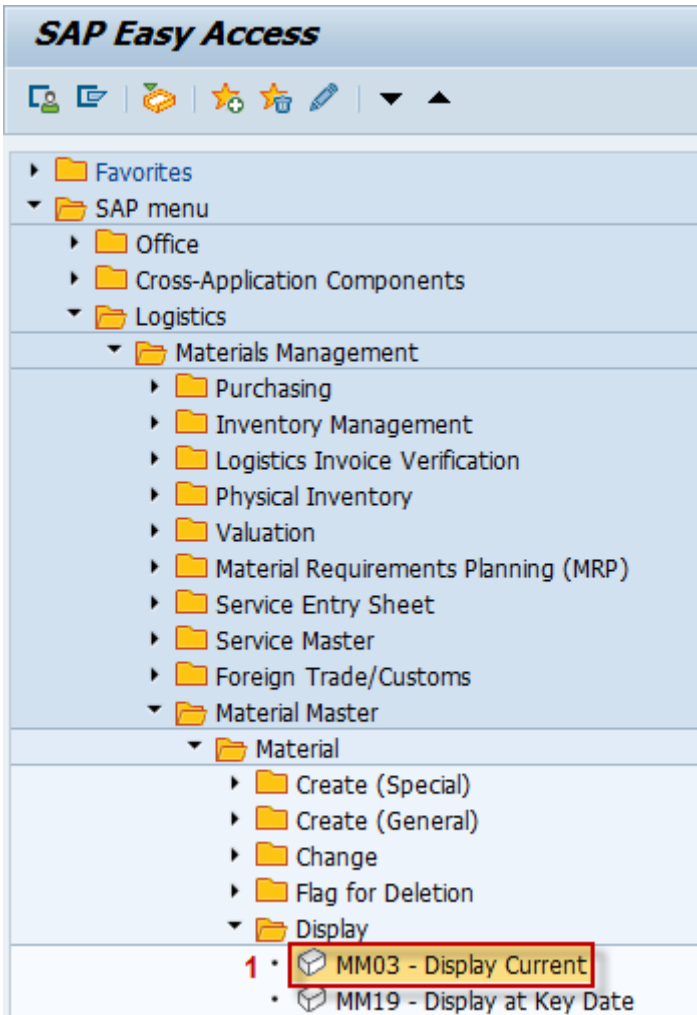 SAP Easy Access
Favorites
SAP menu
Office
Cross-Application Components
Logistics
Materials Management
Purchasing
Inventory Management
Logistics Invoice Verification
Physical Inventory
Valuation
Material Requirements Planning (MRP)
Service Entry Sheet
Service Master
Foreign Trade/Customs
Material Master
Material
Create (Special)
Create (General)
Change
Flag for Deletion
Display
1 · MM03 - Display Current
· MM19 - Display at Key Date